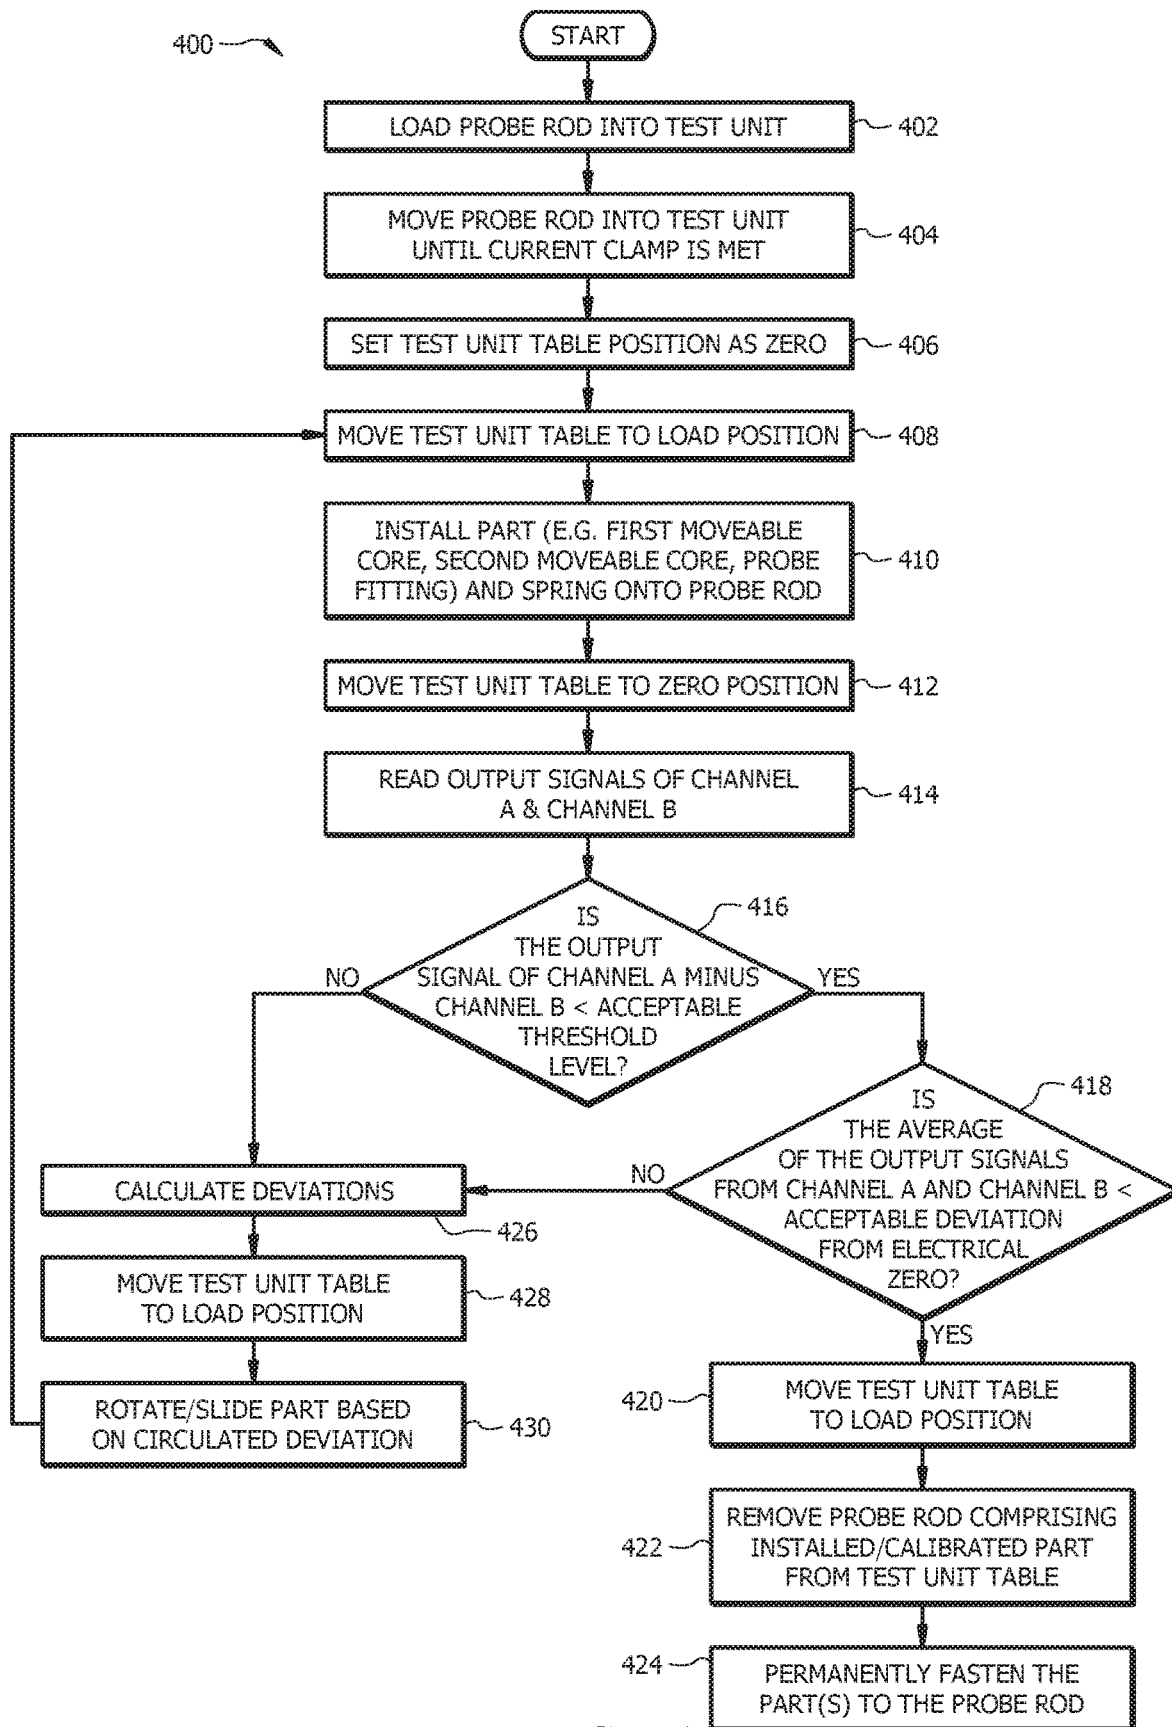 400
START
LOAD PROBE ROD INTO TEST UNIT
402
MOVE PROBE ROD INTO TEST UNIT
UNTIL CURRENT CLAMP IS MET
404
SET TEST UNIT TABLE POSITION AS ZERO
406
MOVE TEST UNIT TABLE TO LOAD POSITION
408
INSTALL PART (E.G. FIRST MOVEABLE
CORE, SECOND MOVEABLE CORE, PROBE
FITTING) AND SPRING ONTO PROBE ROD
410
MOVE TEST UNIT TABLE TO ZERO POSITION
412
READ OUTPUT SIGNALS OF CHANNEL
A & CHANNEL B
414
IS
THE OUTPUT
SIGNAL OF CHANNEL A MINUS
CHANNEL B < ACCEPTABLE
THRESHOLD
LEVEL?
416
NO
YES
IS
THE AVERAGE
OF THE OUTPUT SIGNALS
FROM CHANNEL A AND CHANNEL B <
ACCEPTABLE DEVIATION
FROM ELECTRICAL
ZERO?
418
NO
YES
CALCULATE DEVIATIONS
426
MOVE TEST UNIT TABLE
TO LOAD POSITION
428
ROTATE/SLIDE PART BASED
ON CIRCULATED DEVIATION
430
MOVE TEST UNIT TABLE
TO LOAD POSITION
420
REMOVE PROBE ROD COMPRISING
INSTALLED/CALIBRATED PART
FROM TEST UNIT TABLE
422
PERMANENTLY FASTEN THE
PART(S) TO THE PROBE ROD
424